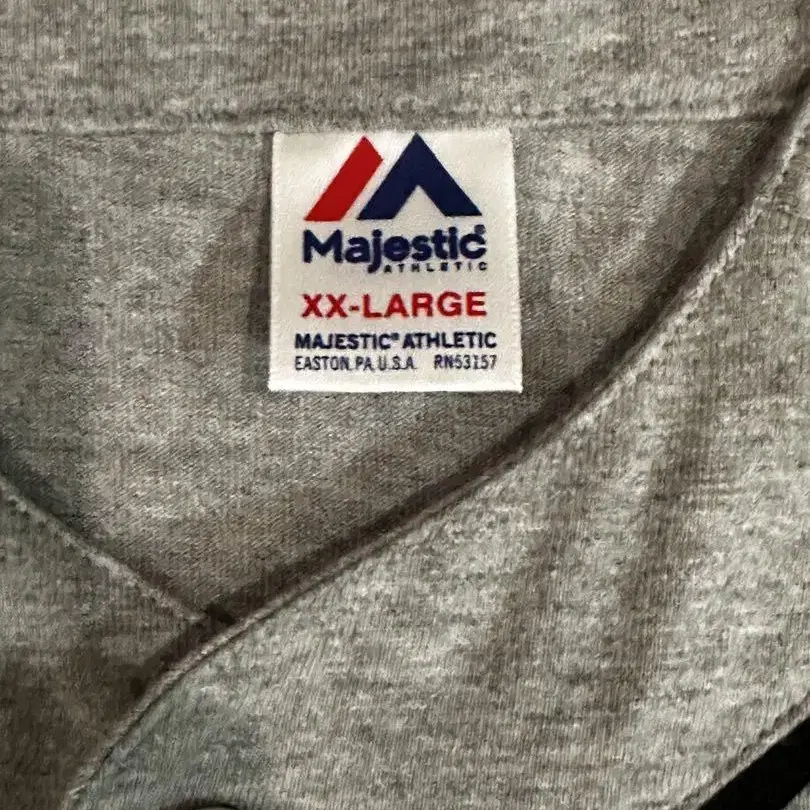 Majestic®
ATHLETIC
XX-LARGE
MAJESTIC® ATHLETIC
EASTON, PA, U.S.A. RN53157